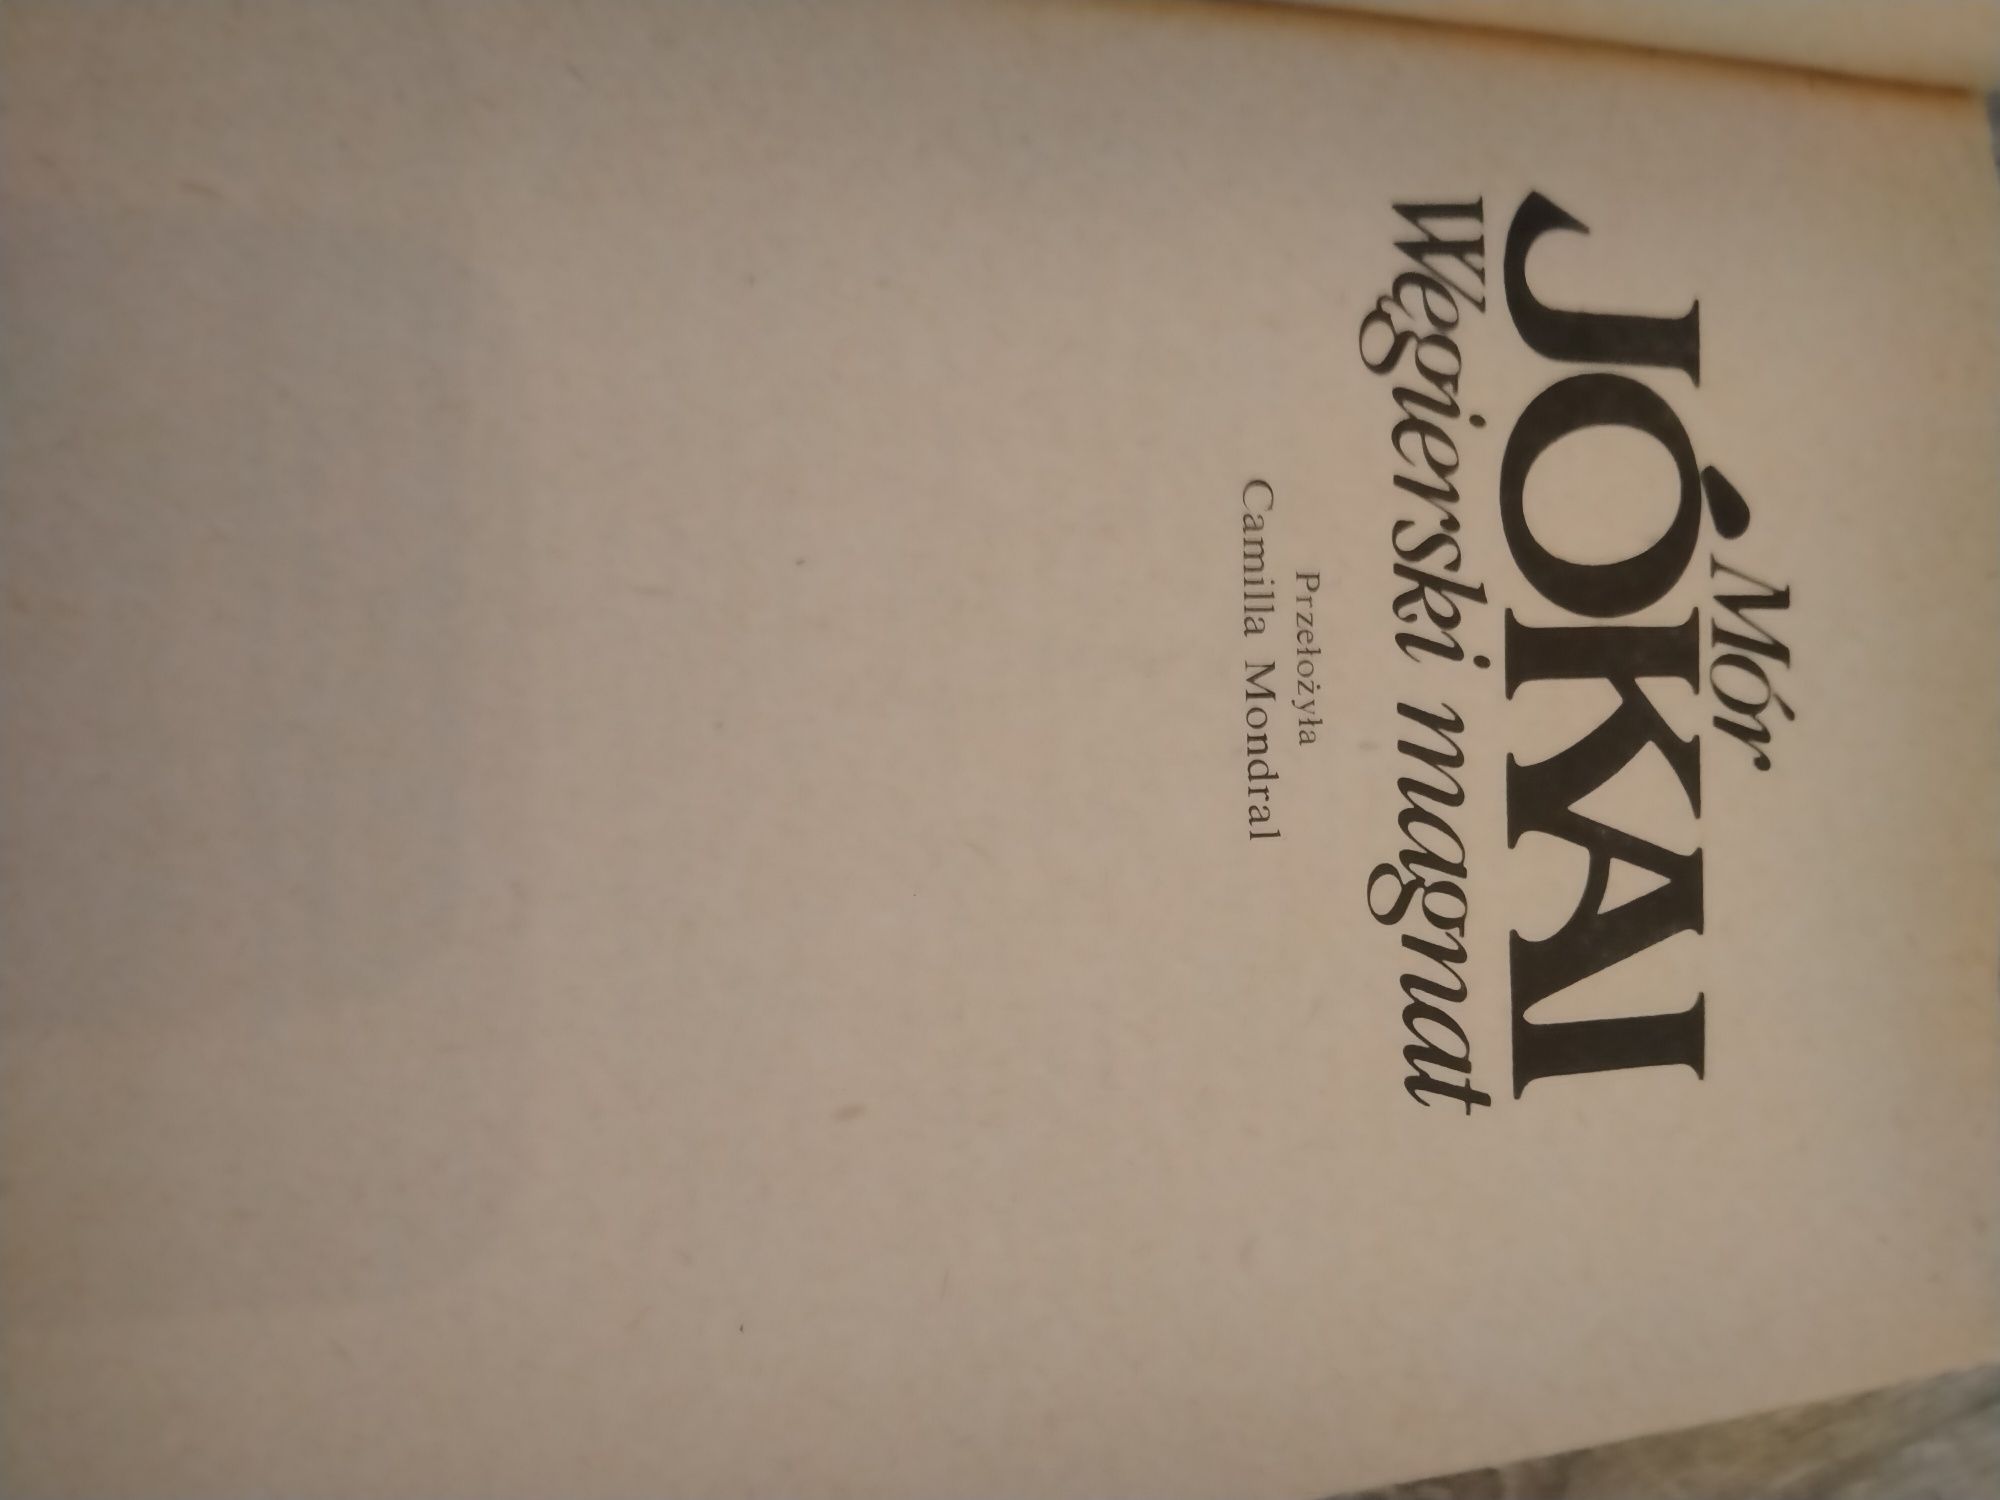 Mór
JÓKAI
Węgierski magnat
Przełożyła
Camilla Mondral